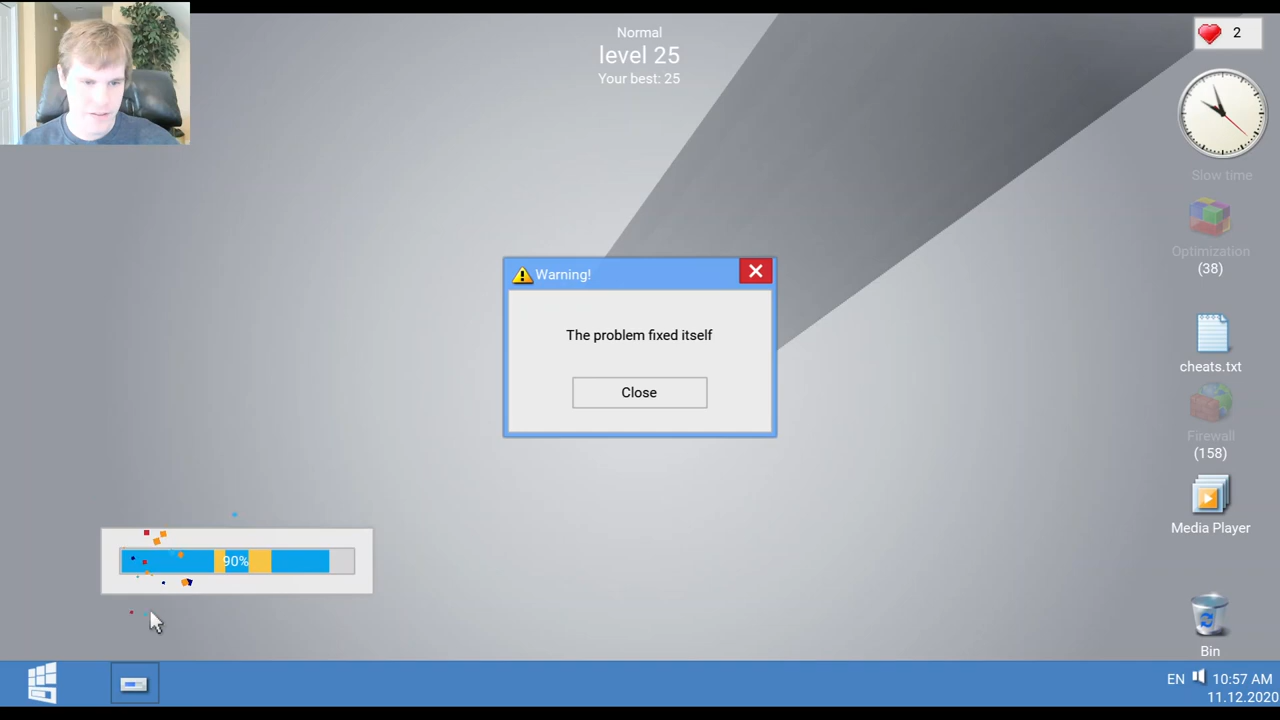 Normal
level 25
Your best: 25
2
Slow time
Optimization
(38)
cheats.txt
Firewall
(158)
Media Player
Warning!
The problem fixed itself
Close
90%
Bin
EN 10:57 AM
11.12.2020